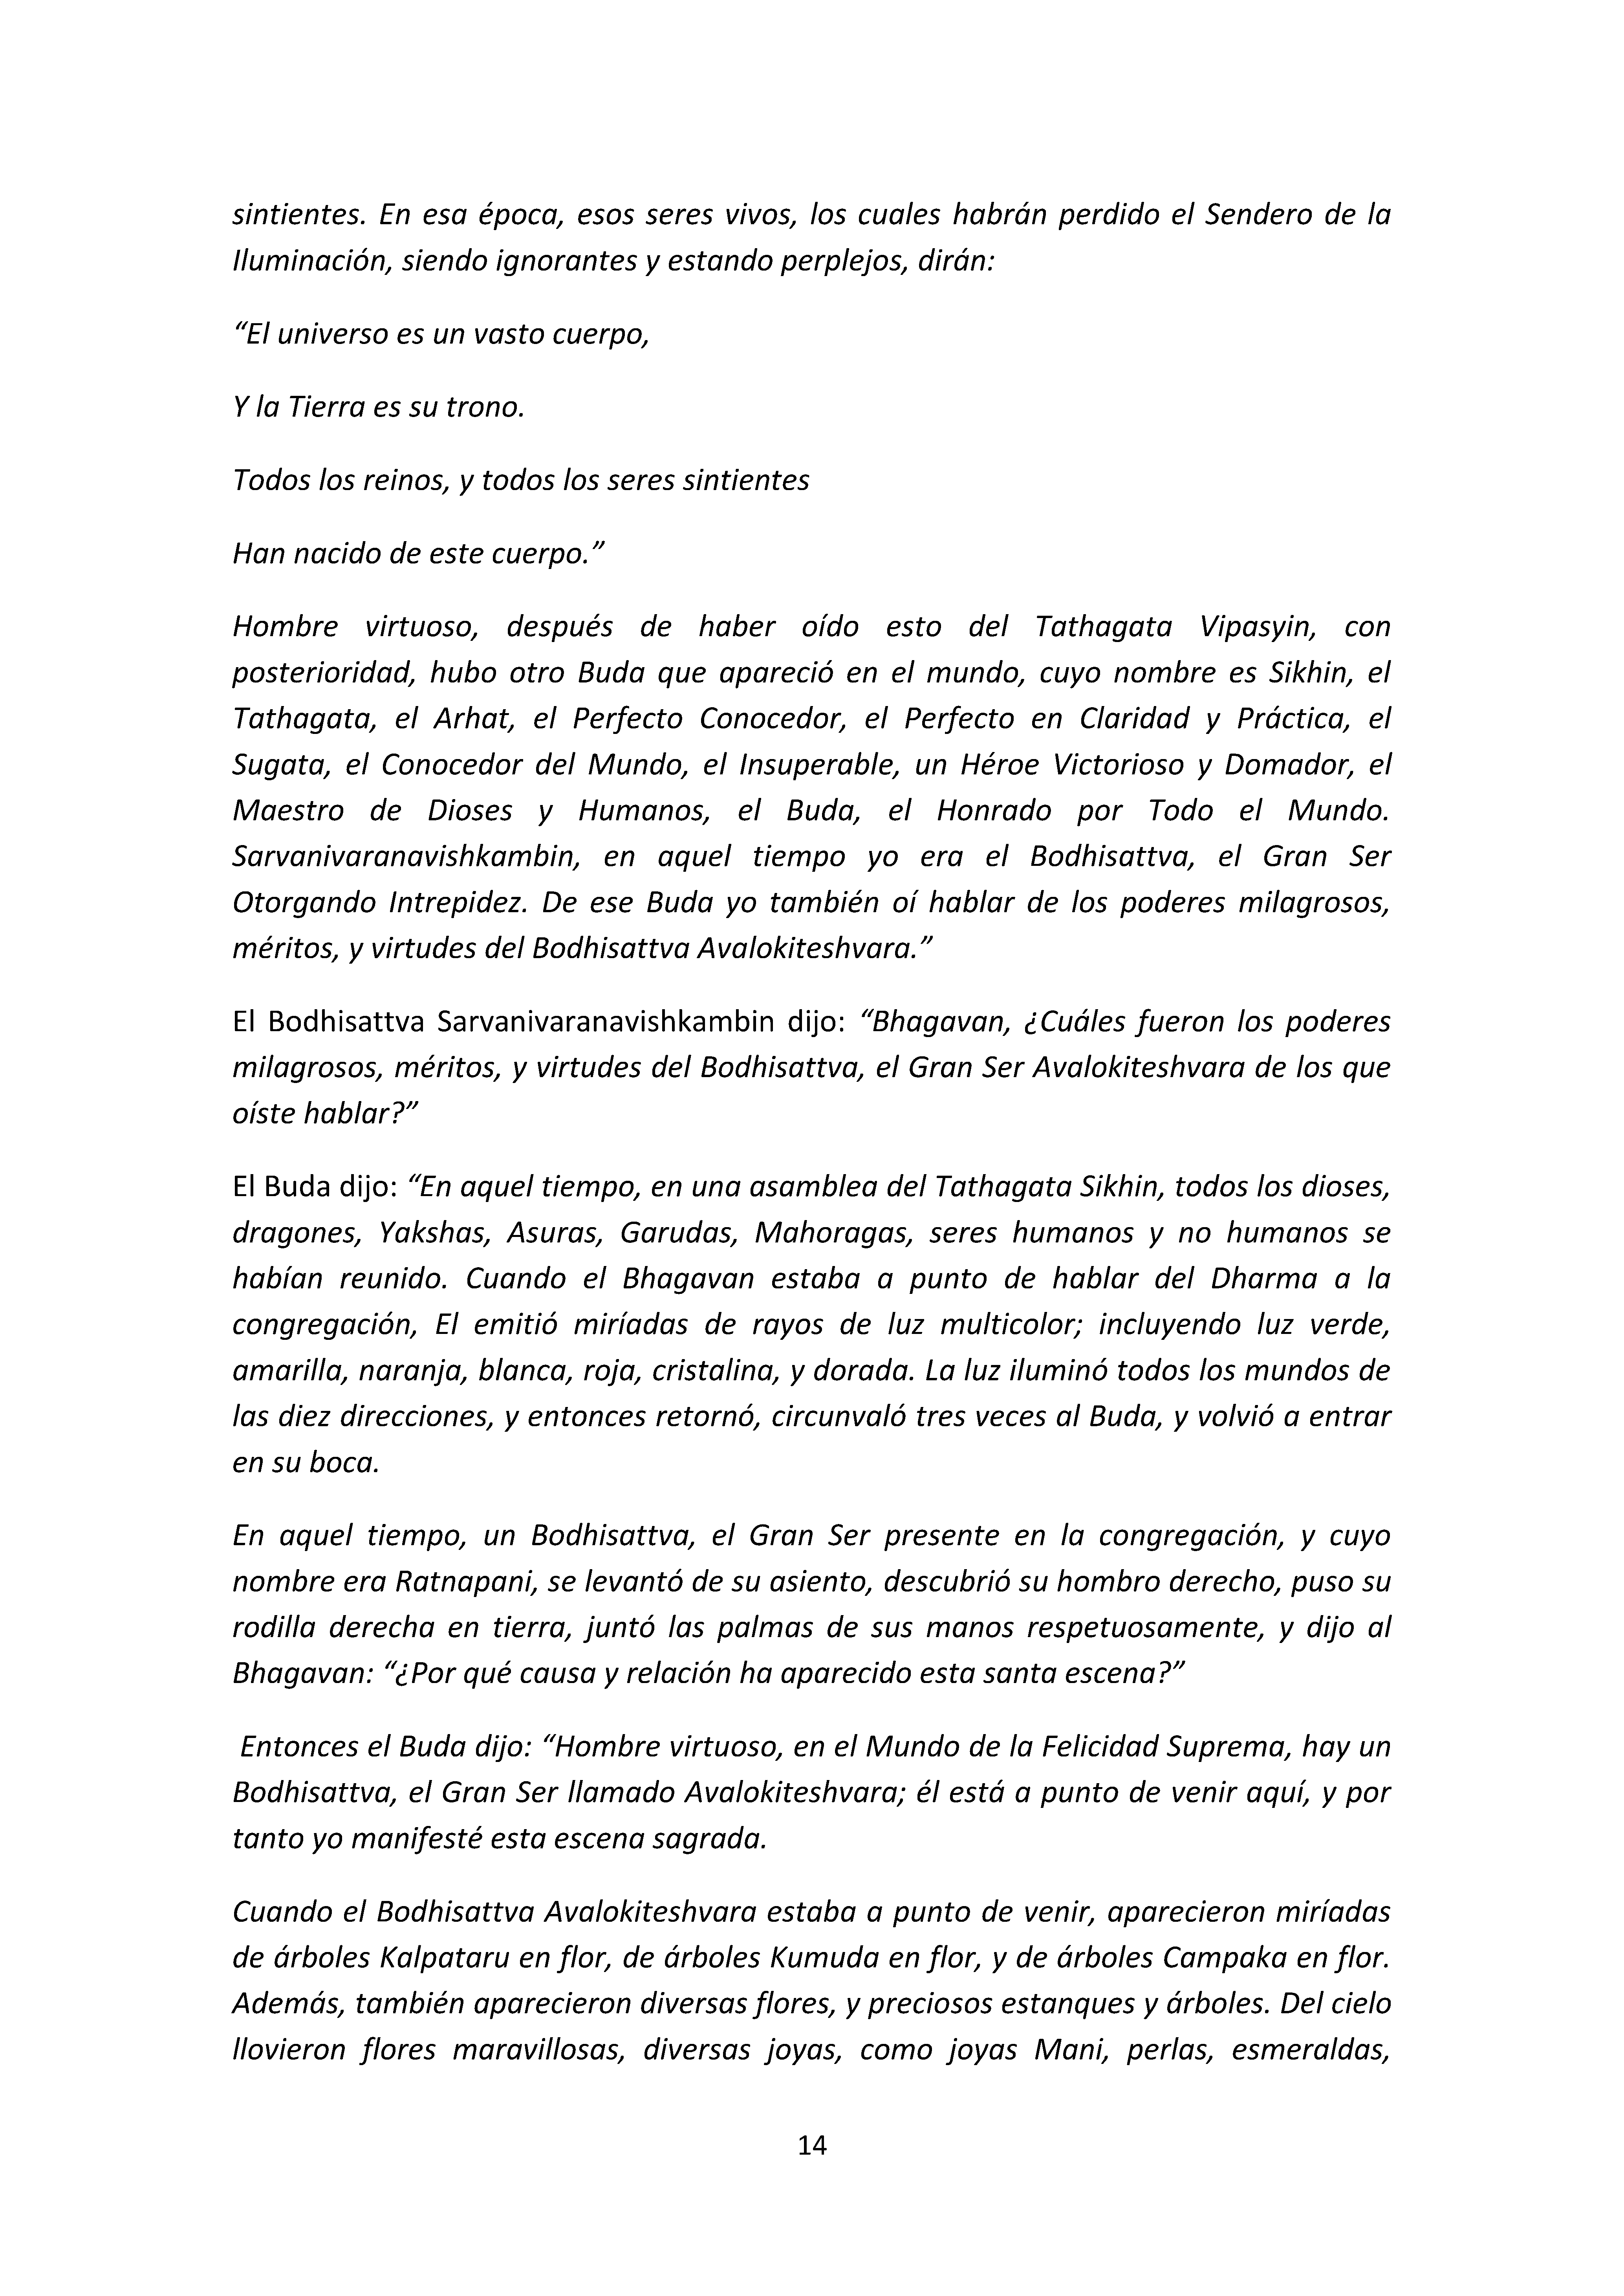 sintientes. En esa época, esos seres vivos, los cuales habrán perdido el Sendero de la
Iluminación, siendo ignorantes y estando perplejos, dirán:
“El universo es un vasto cuerpo,
Y la Tierra es su trono.
Todos los reinos, y todos los seres sintientes
Han nacido de este cuerpo.”
Hombre virtuoso, después de haber oído esto del Tathagata Vipasyin, con
posterioridad, hubo otro Buda que apareció en el mundo, cuyo nombre es Sikhin, el
Tathagata, el Arhat, el Perfecto Conocedor, el Perfecto en Claridad y Práctica, el
Sugata, el Conocedor del Mundo, el Insuperable, un Héroe Victorioso y Domador, el
Maestro de Dioses y Humanos, el Buda, el Honrado por Todo el Mundo.
Sarvanivaranavishkambin, en aquel tiempo yo era el Bodhisattva, el Gran Ser
Otorgando Intrepidez. De ese Buda yo también oí hablar de los poderes milagrosos,
méritos, y virtudes del Bodhisattva Avalokiteshvara.”
El Bodhisattva Sarvanivaranavishkambin dijo: “Bhagavan, ¿Cuáles fueron los poderes
milagrosos, méritos, y virtudes del Bodhisattva, el Gran Ser Avalokiteshvara de los que
oíste hablar?”
El Buda dijo: “En aquel tiempo, en una asamblea del Tathagata Sikhin, todos los dioses,
dragones, Yakshas, Asuras, Garudas, Mahoragas, seres humanos y no humanos se
habían reunido. Cuando el Bhagavan estaba a punto de hablar del Dharma a la
congregación, El emitió miríadas de rayos de luz multicolor; incluyendo luz verde,
amarilla, naranja, blanca, roja, cristalina, y dorada. La luz iluminó todos los mundos de
las diez direcciones, y entonces retornó, circunvaló tres veces al Buda, y volvió a entrar
en su boca.
En aquel tiempo, un Bodhisattva, el Gran Ser presente en la congregación, y cuyo
nombre era Ratnapani, se levantó de su asiento, descubrió su hombro derecho, puso su
rodilla derecha en tierra, juntó las palmas de sus manos respetuosamente, y dijo al
Bhagavan: “¿Por qué causa y relación ha aparecido esta santa escena?”
Entonces el Buda dijo: “Hombre virtuoso, en el Mundo de la Felicidad Suprema, hay un
Bodhisattva, el Gran Ser llamado Avalokiteshvara; él está a punto de venir aquí, y por
tanto yo manifesté esta escena sagrada.
Cuando el Bodhisattva Avalokiteshvara estaba a punto de venir, aparecieron miríadas
de árboles Kalpataru en flor, de árboles Kumuda en flor, y de árboles Campaka en flor.
Además, también aparecieron diversas flores, y preciosos estanques y árboles. Del cielo
llovieron flores maravillosas, diversas joyas, como joyas Mani, perlas, esmeraldas,
14